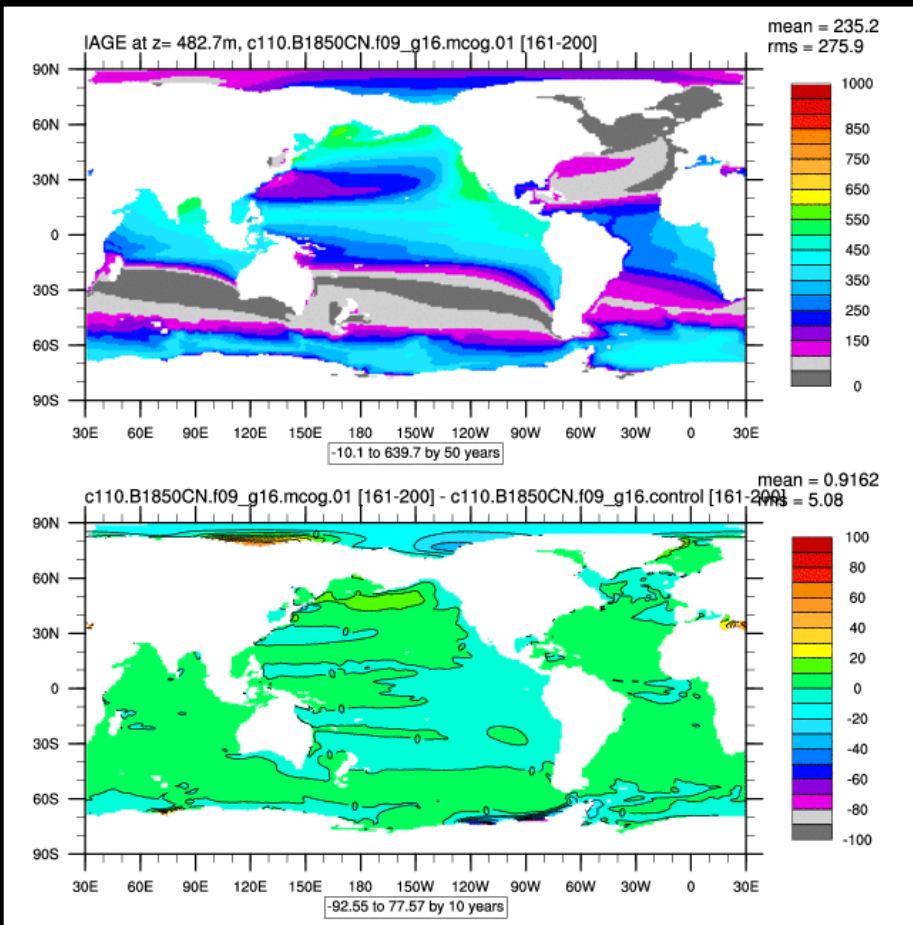 IAGE at z= 482.7m, c110.B1850CN.f09_g16.mcog.01 [161-200]
mean = 235.2
rms = 275.9
90N
60N
30N
0
30S
60S
90S
30E 60E 90E 120E 150E 180 150W 120W 90W 60W 30W 0 30E
-10.1 to 639.7 by 50 years
1000
850
750
650
550
450
350
250
150
0
c110.B1850CN.f09_g16.mcog.01 [161-200] - c110.B1850CN.f09_g16.control [161-200]
mean = 0.9162
rms = 5.08
90N
60N
30N
0
30S
60S
90S
30E 60E 90E 120E 150E 180 150W 120W 90W 60W 30W 0 30E
-92.55 to 77.57 by 10 years
100
80
60
40
20
0
-20
-40
-60
-80
-100